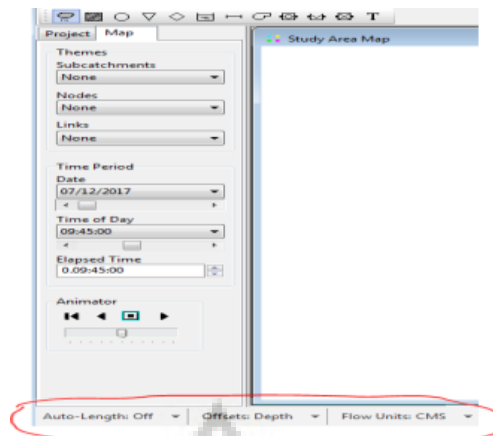 T
Project Map
Study Area Map
Themes
Subcatchments
None
Nodes
None
Links
None
Time Period
Date
07/12/2017
Time of Day
09:45:00
Elapsed Time
0.09:45:00
Animator
Auto-Length: Off Offsets: Depth Flow Units: CMS